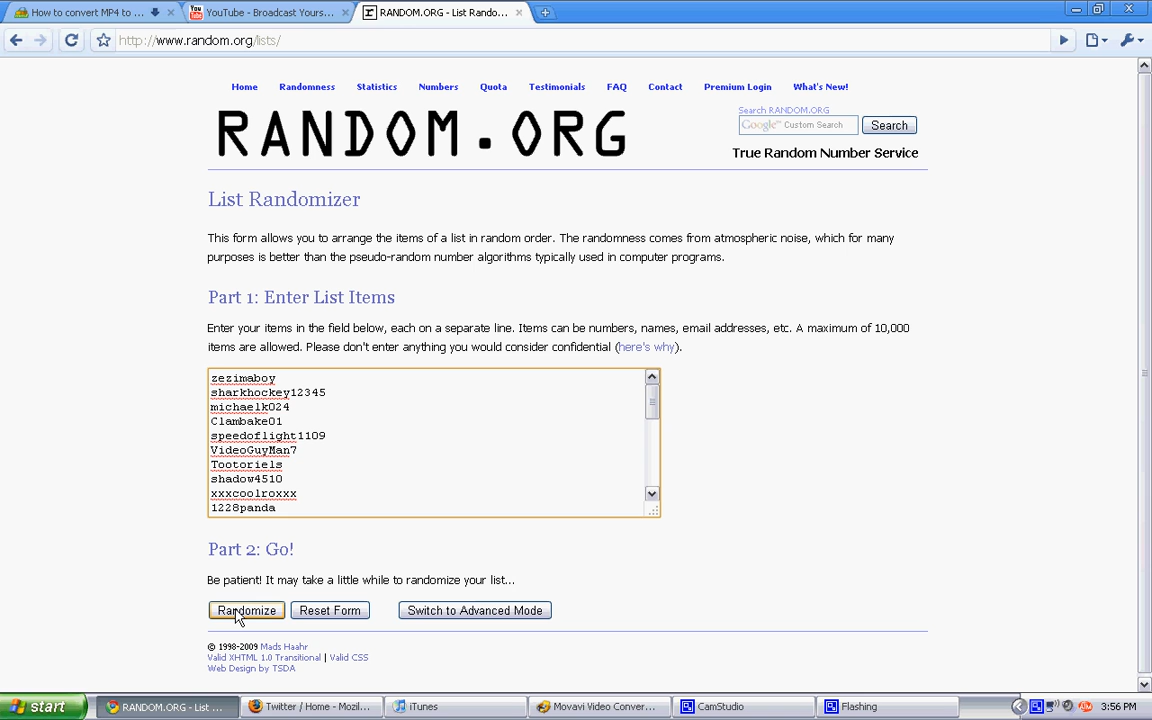 How to convert MP4 to ...
YouTube - Broadcast Yours...
RANDOM.ORG - List Rando...
http://www.random.org/lists/
Home Randomness Statistics Numbers Quota Testimonials FAQ Contact Premium Login What's New!
RANDOM.ORG
Search RANDOM.ORG
Google™ Custom Search
Search
True Random Number Service
List Randomizer
This form allows you to arrange the items of a list in random order. The randomness comes from atmospheric noise, which for many
purposes is better than the pseudo-random number algorithms typically used in computer programs.
Part 1: Enter List Items
Enter your items in the field below, each on a separate line. Items can be numbers, names, email addresses, etc. A maximum of 10,000
items are allowed. Please don't enter anything you would consider confidential (here's why).
zezimaboy
sharkhockey12345
michaelk024
Clambake01
speedoflight1109
VideoGuyMan7
Tootoriels
shadow4510
xxxcoolroxxx
1228panda
Part 2: Go!
Be patient! It may take a little while to randomize your list...
Randomize Reset Form Switch to Advanced Mode
© 1998-2009 Mads Haahr
Valid XHTML 1.0 Transitional | Valid CSS
Web Design by TSDA
start
RANDOM.ORG - List ...
Twitter / Home - Mozil...
iTunes
Movavi Video Conver...
CamStudio
Flashing
3:56 PM